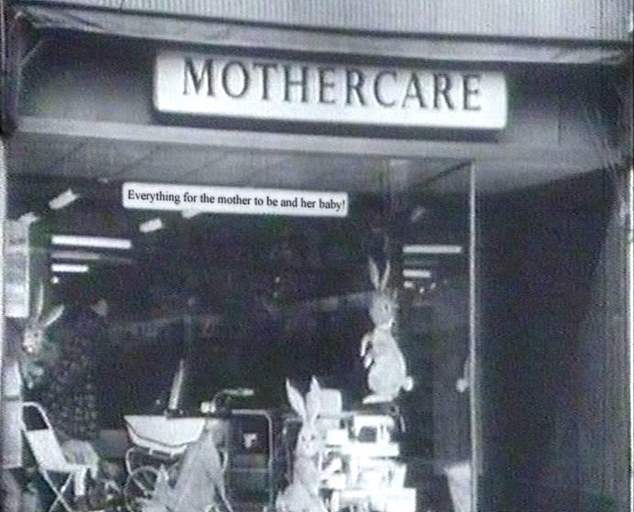 MOTHERCARE
Everything for the mother to be and her baby!